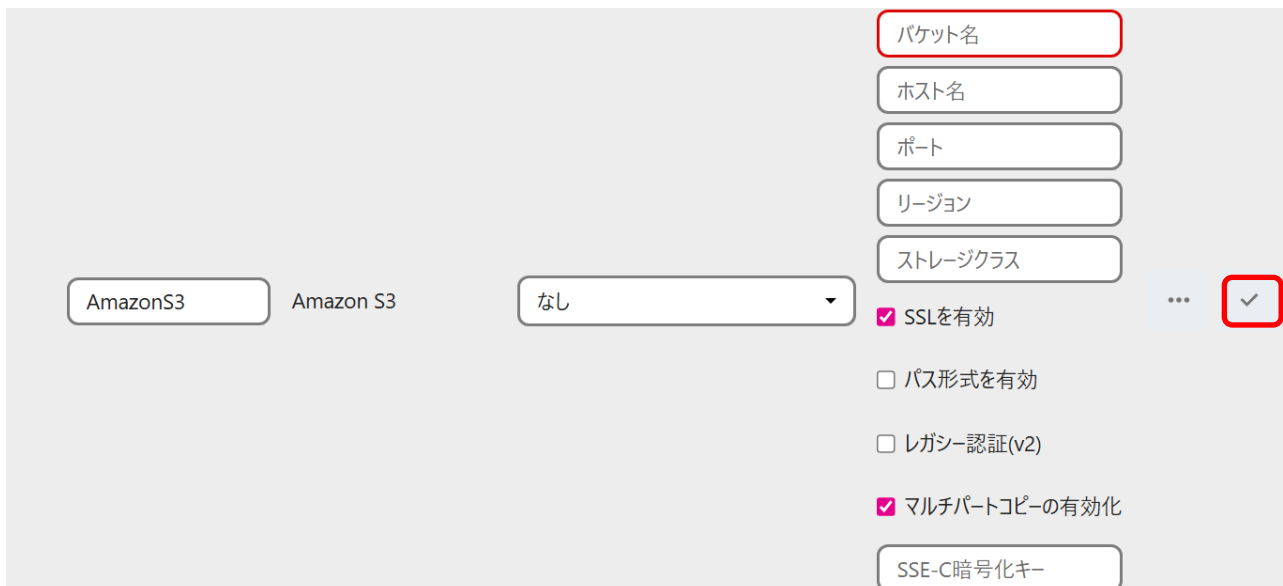 バケット名
ホスト名
ポート
リージョン
ストレージクラス
AmazonS3
Amazon S3
なし
SSLを有効
パス形式を有効
レガシー認証(v2)
マルチパートコピーの有効化
SSE-C暗号化キー